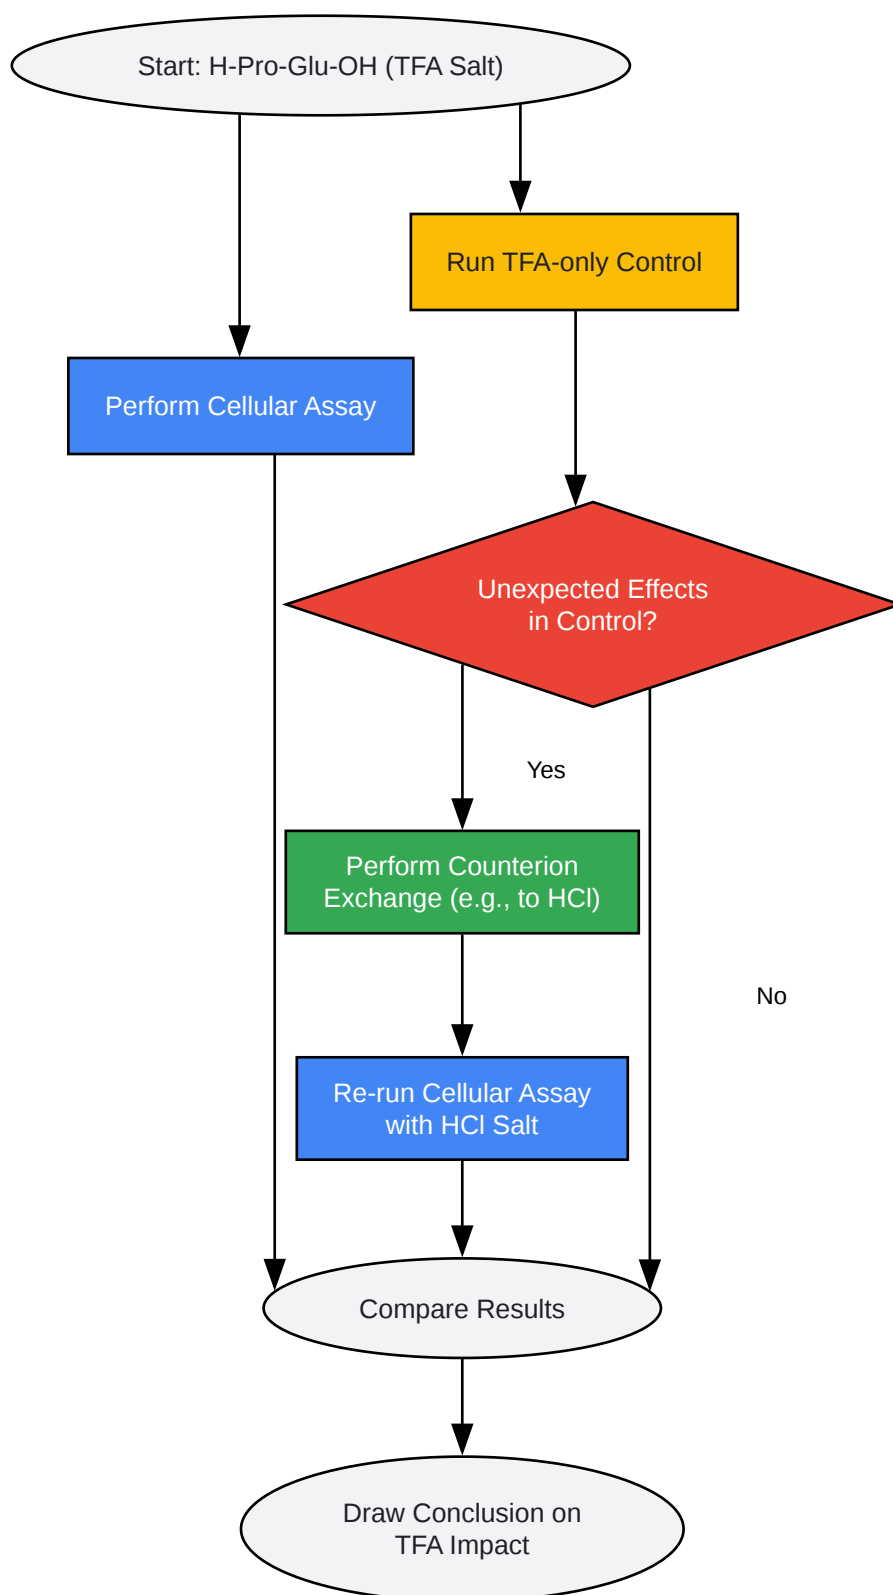 Start: H-Pro-Glu-OH (TFA Salt)
Run TFA-only Control
Perform Cellular Assay
Unexpected Effects
in Control?
Yes
Perform Counterion
Exchange (e.g., to HCl)
No
Re-run Cellular Assay
with HCl Salt
Compare Results
Draw Conclusion on
TFA Impact